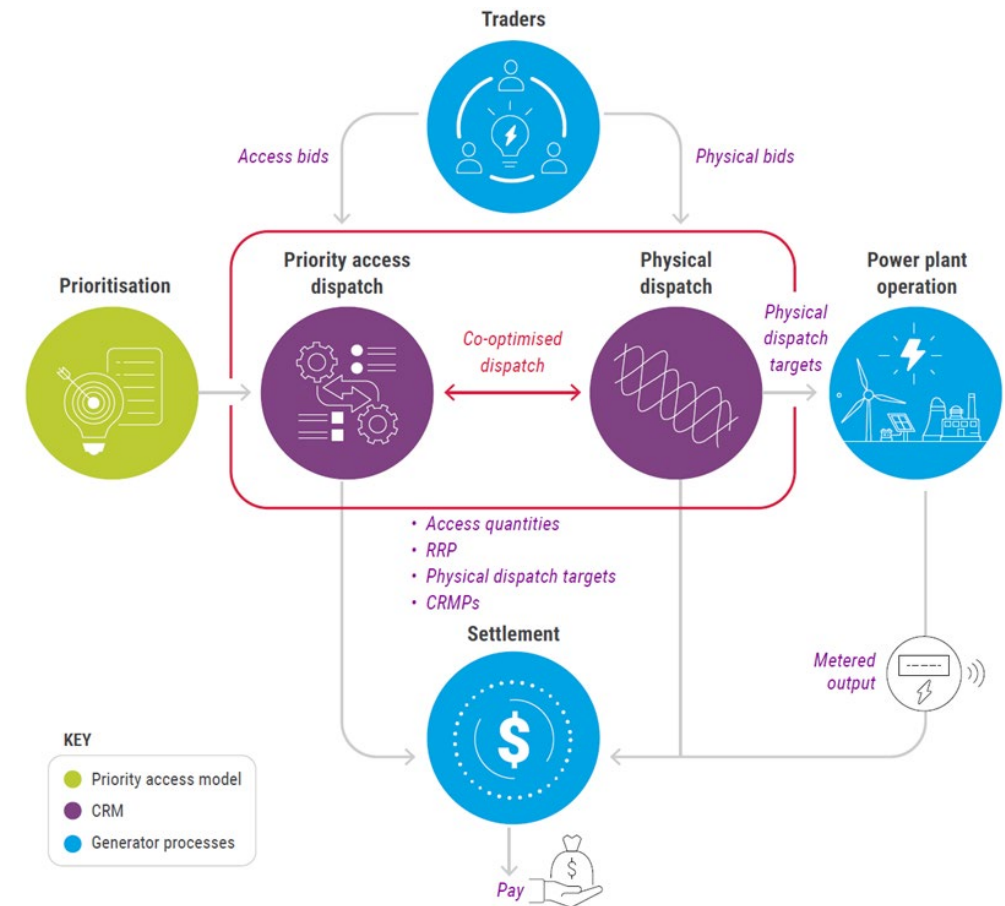 Traders
Access bids
Physical bids
Prioritisation
Priority access
dispatch
Physical
dispatch
Power plant
operation
Co-optimised
dispatch
Physical
dispatch
targets
• Access quantities
• RRP
• Physical dispatch targets
• CRMPs
Settlement
$
Metered
output
KEY
Priority access model
CRM
Generator processes
Pay
$